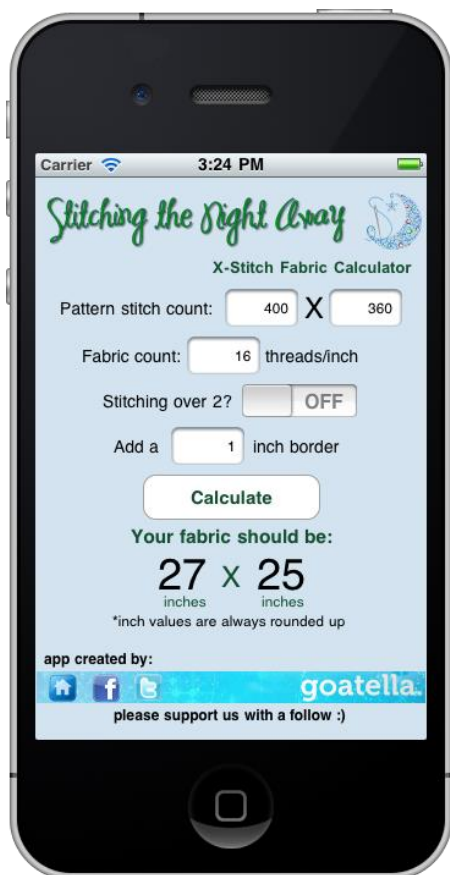 Carrier 3:24 PM
Stitching the Night Away
X-Stitch Fabric Calculator
Pattern stitch count: 400 X 360
Fabric count: 16 threads/inch
Stitching over 2? OFF
Add a 1 inch border
Calculate
Your fabric should be:
27 x 25
inches inches
*inch values are always rounded up
app created by:
f t goatella.
please support us with a follow :)